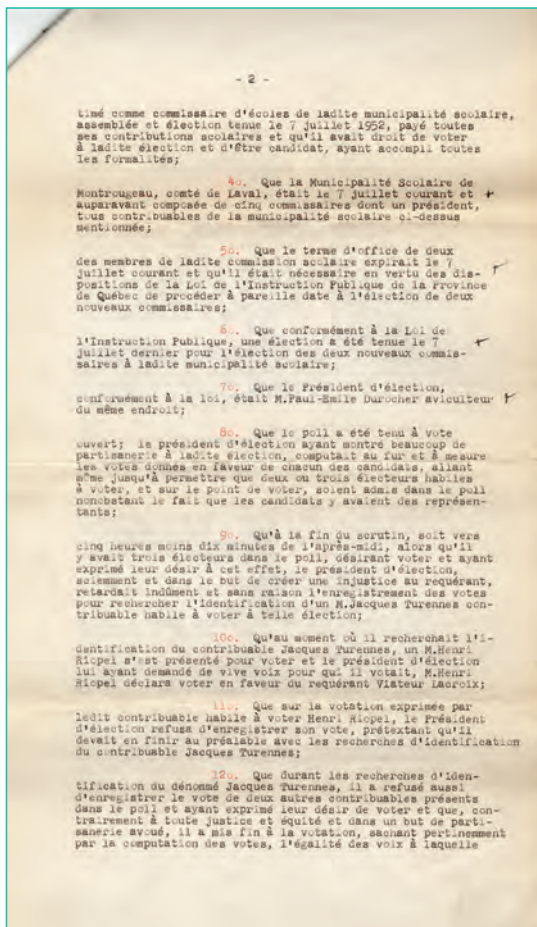 - 2 -
timé comme commissaire d'écoles de ladite municipalité scolaire,
assemblée et élection tenue le 7 juillet 1952, payé toutes
ses contributions scolaires et qu'il avait droit de voter
à ladite élection et d'être candidat, ayant accompli toutes
les formalités;
4o. Que la Municipalité Scolaire de
Montrougeau, comté de Laval, était le 7 juillet courant et
auparavant composée de cinq commissaires dont un président,
tous contribuables de la municipalité scolaire ci-dessus
mentionnée;
5o. Que le terme d'office de deux
des membres de ladite commission scolaire expirait le 7
juillet courant et qu'il était nécessaire en vertu des dis-
positions de la Loi de l'Instruction Publique de la Province
de Québec de procéder à pareille date à l'élection de deux
nouveaux commissaires;
6o. Que conformément à la Loi de
l'Instruction Publique, une élection a été tenue le 7
juillet dernier pour l'élection des deux nouveaux commis-
saires à ladite municipalité scolaire;
7o. Que le Président d'élection,
conformément à la loi, était M.Paul-Emile Durocher aviculteur
du même endroit;
8o. Que le poll a été tenu à vote
ouvert; le président d'élection ayant montré beaucoup de
partisanerie à ladite élection, computait au fur et à mesure
les votes donnés en faveur de chacun des candidats, allant
même jusqu'à permettre que deux ou trois électeurs habiles
à voter, et sur le point de voter, soient admis dans le poll
nonobstant le fait que les candidats y avaient des représen-
tants;
9o. Qu'à la fin du scrutin, soit vers
cinq heures moins dix minutes de l'après-midi, alors qu'il
y avait trois électeurs dans le poll, désirant voter et ayant
exprimé leur désir à cet effet, le président d'élection,
sciemment et dans le but de créer une injustice au requérant,
retardait indûment et sans raison l'enregistrement des votes
pour rechercher l'identification d'un M.Jacques Turennes con-
tribuable habile à voter à telle élection;
10o. Qu'au moment où il recherchait l'i-
dentification du contribuable Jacques Turennes, un M.Henri
Riopel s'est présenté pour voter et le président d'élection
lui ayant demandé de vive voix pour qui il votait, M.Henri
Riopel déclara voter en faveur du requérant Viateur Lacroix;
11o. Que sur la votation exprimée par
ledit contribuable habile à voter Henri Riopel, le Président
d'élection refusa d'enregistrer son vote, prétextant qu'il
devait en finir au préalable avec les recherches d'identification
du contribuable Jacques Turennes;
12o. Que durant les recherches d'iden-
tification du dénommé Jacques Turennes, il a refusé aussi
d'enregistrer le vote de deux autres contribuables présents
dans le poll et ayant exprimé leur désir de voter et que, con-
trairement à toute justice et équité et dans un but de parti-
sanerie avoué, il a mis fin à la votation, sachant pertinemment
par la computation des votes, l'égalité des voix à laquelle